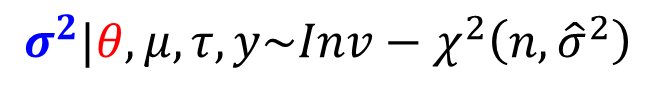 σ²|θ, μ, τ, y~Inv − χ²(n, σ̂²)